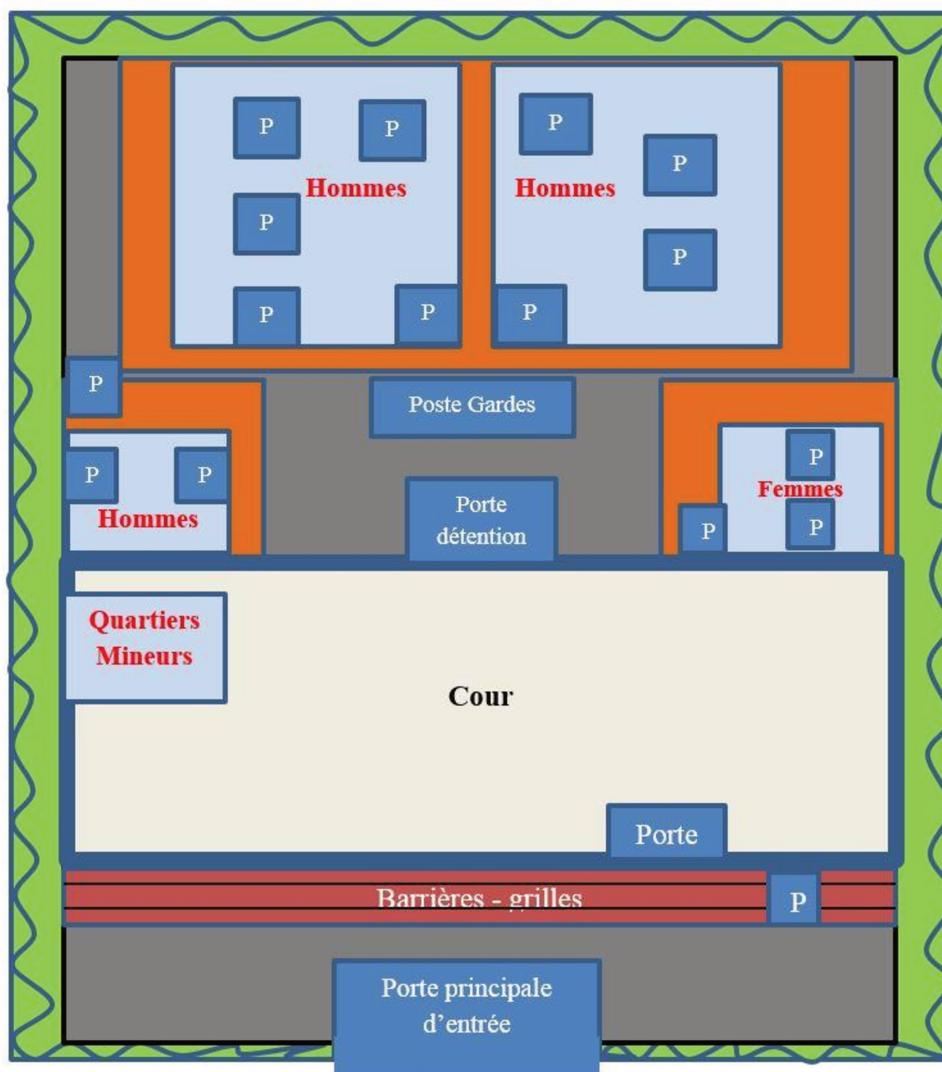 P
P
P
Hommes
Hommes
P
P
P
P
P
P
P
Poste Gardes
P
P
P
Hommes
Porte
détention
P
Femmes
P
P
Quartiers
Mineurs
Cour
Porte
Barrières - grilles
P
Porte principale
d’entrée